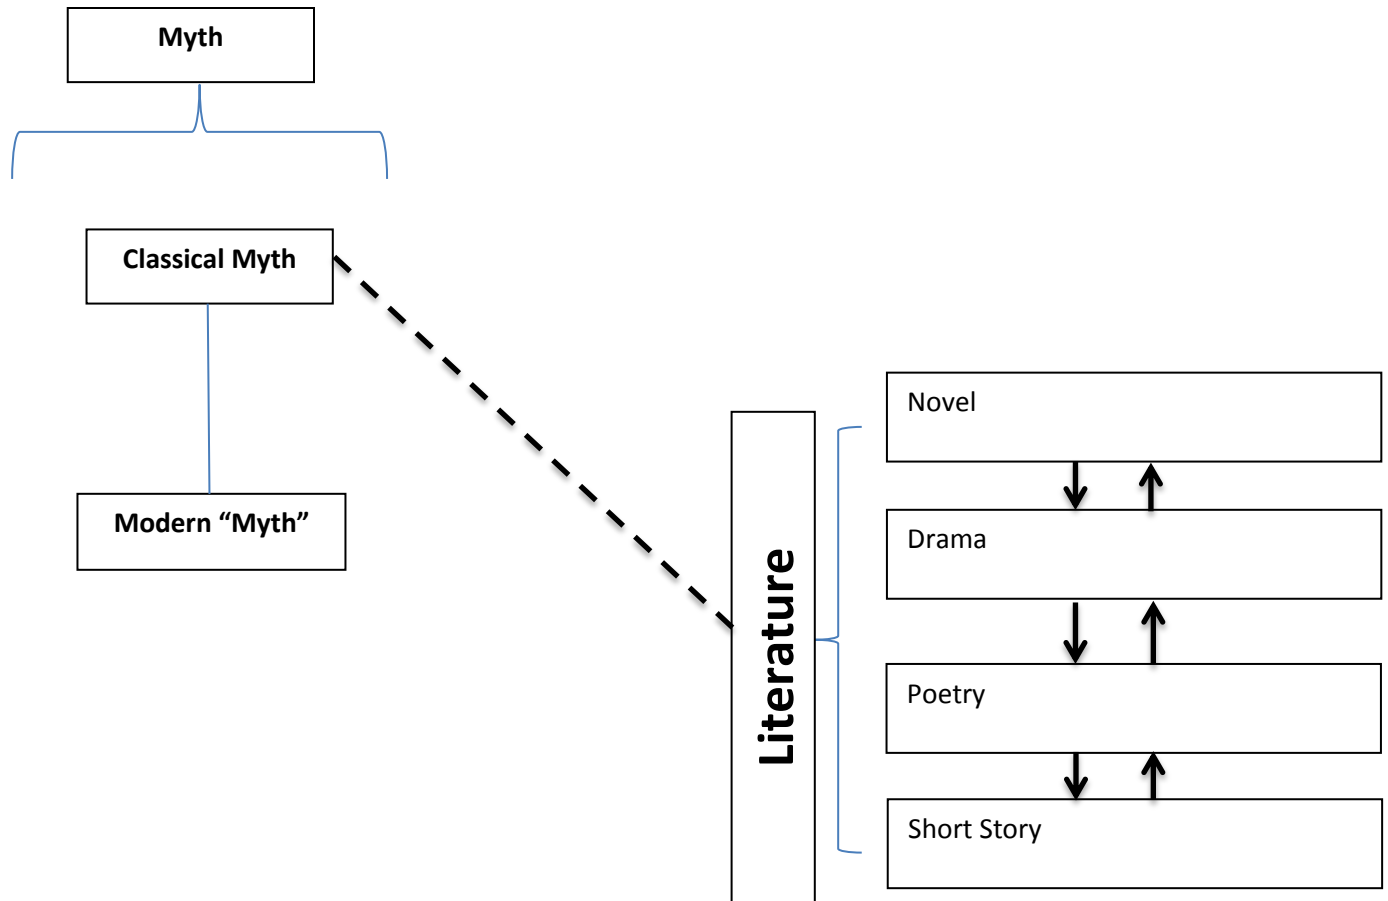 Myth
Classical Myth
Modern “Myth”
Literature
Novel
Drama
Poetry
Short Story